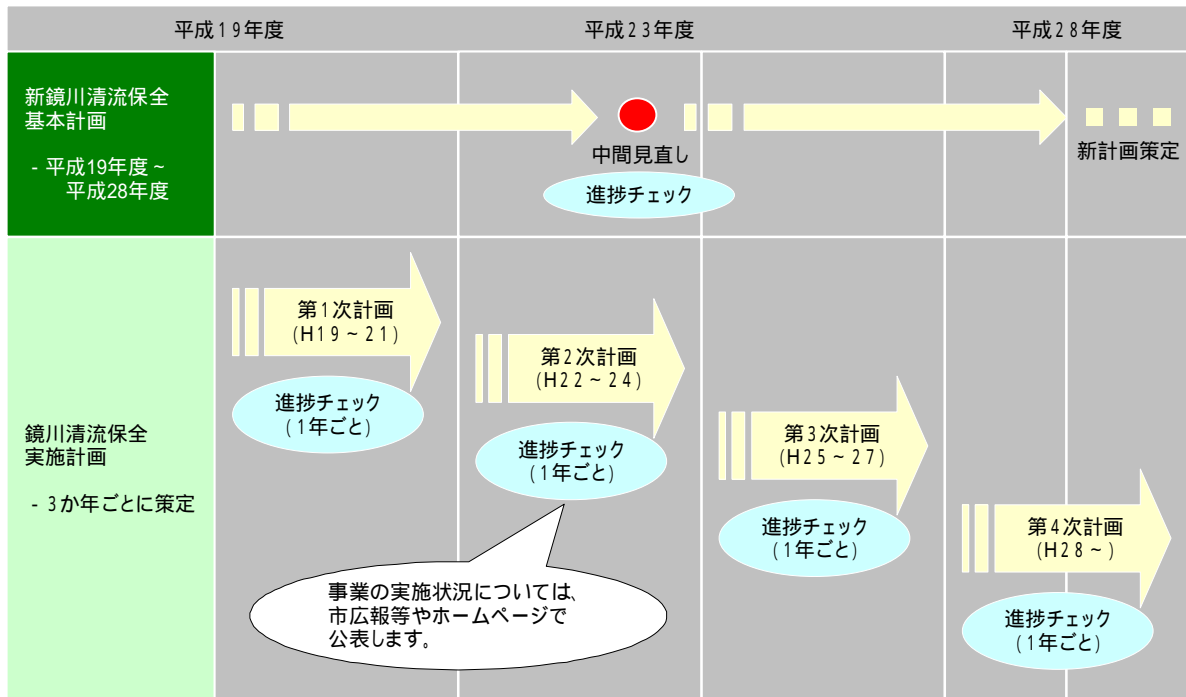 平成19年度
平成23年度
平成28年度
新鏡川清流保全
基本計画
- 平成19年度~
平成28年度
中間見直し
進捗チェック
新計画策定
鏡川清流保全
実施計画
- 3か年ごとに策定
第1次計画
(H19~21)
進捗チェック
(1年ごと)
第2次計画
(H22~24)
進捗チェック
(1年ごと)
第3次計画
(H25~27)
進捗チェック
(1年ごと)
第4次計画
(H28~)
進捗チェック
(1年ごと)
事業の実施状況については、
市広報等やホームページで
公表します。